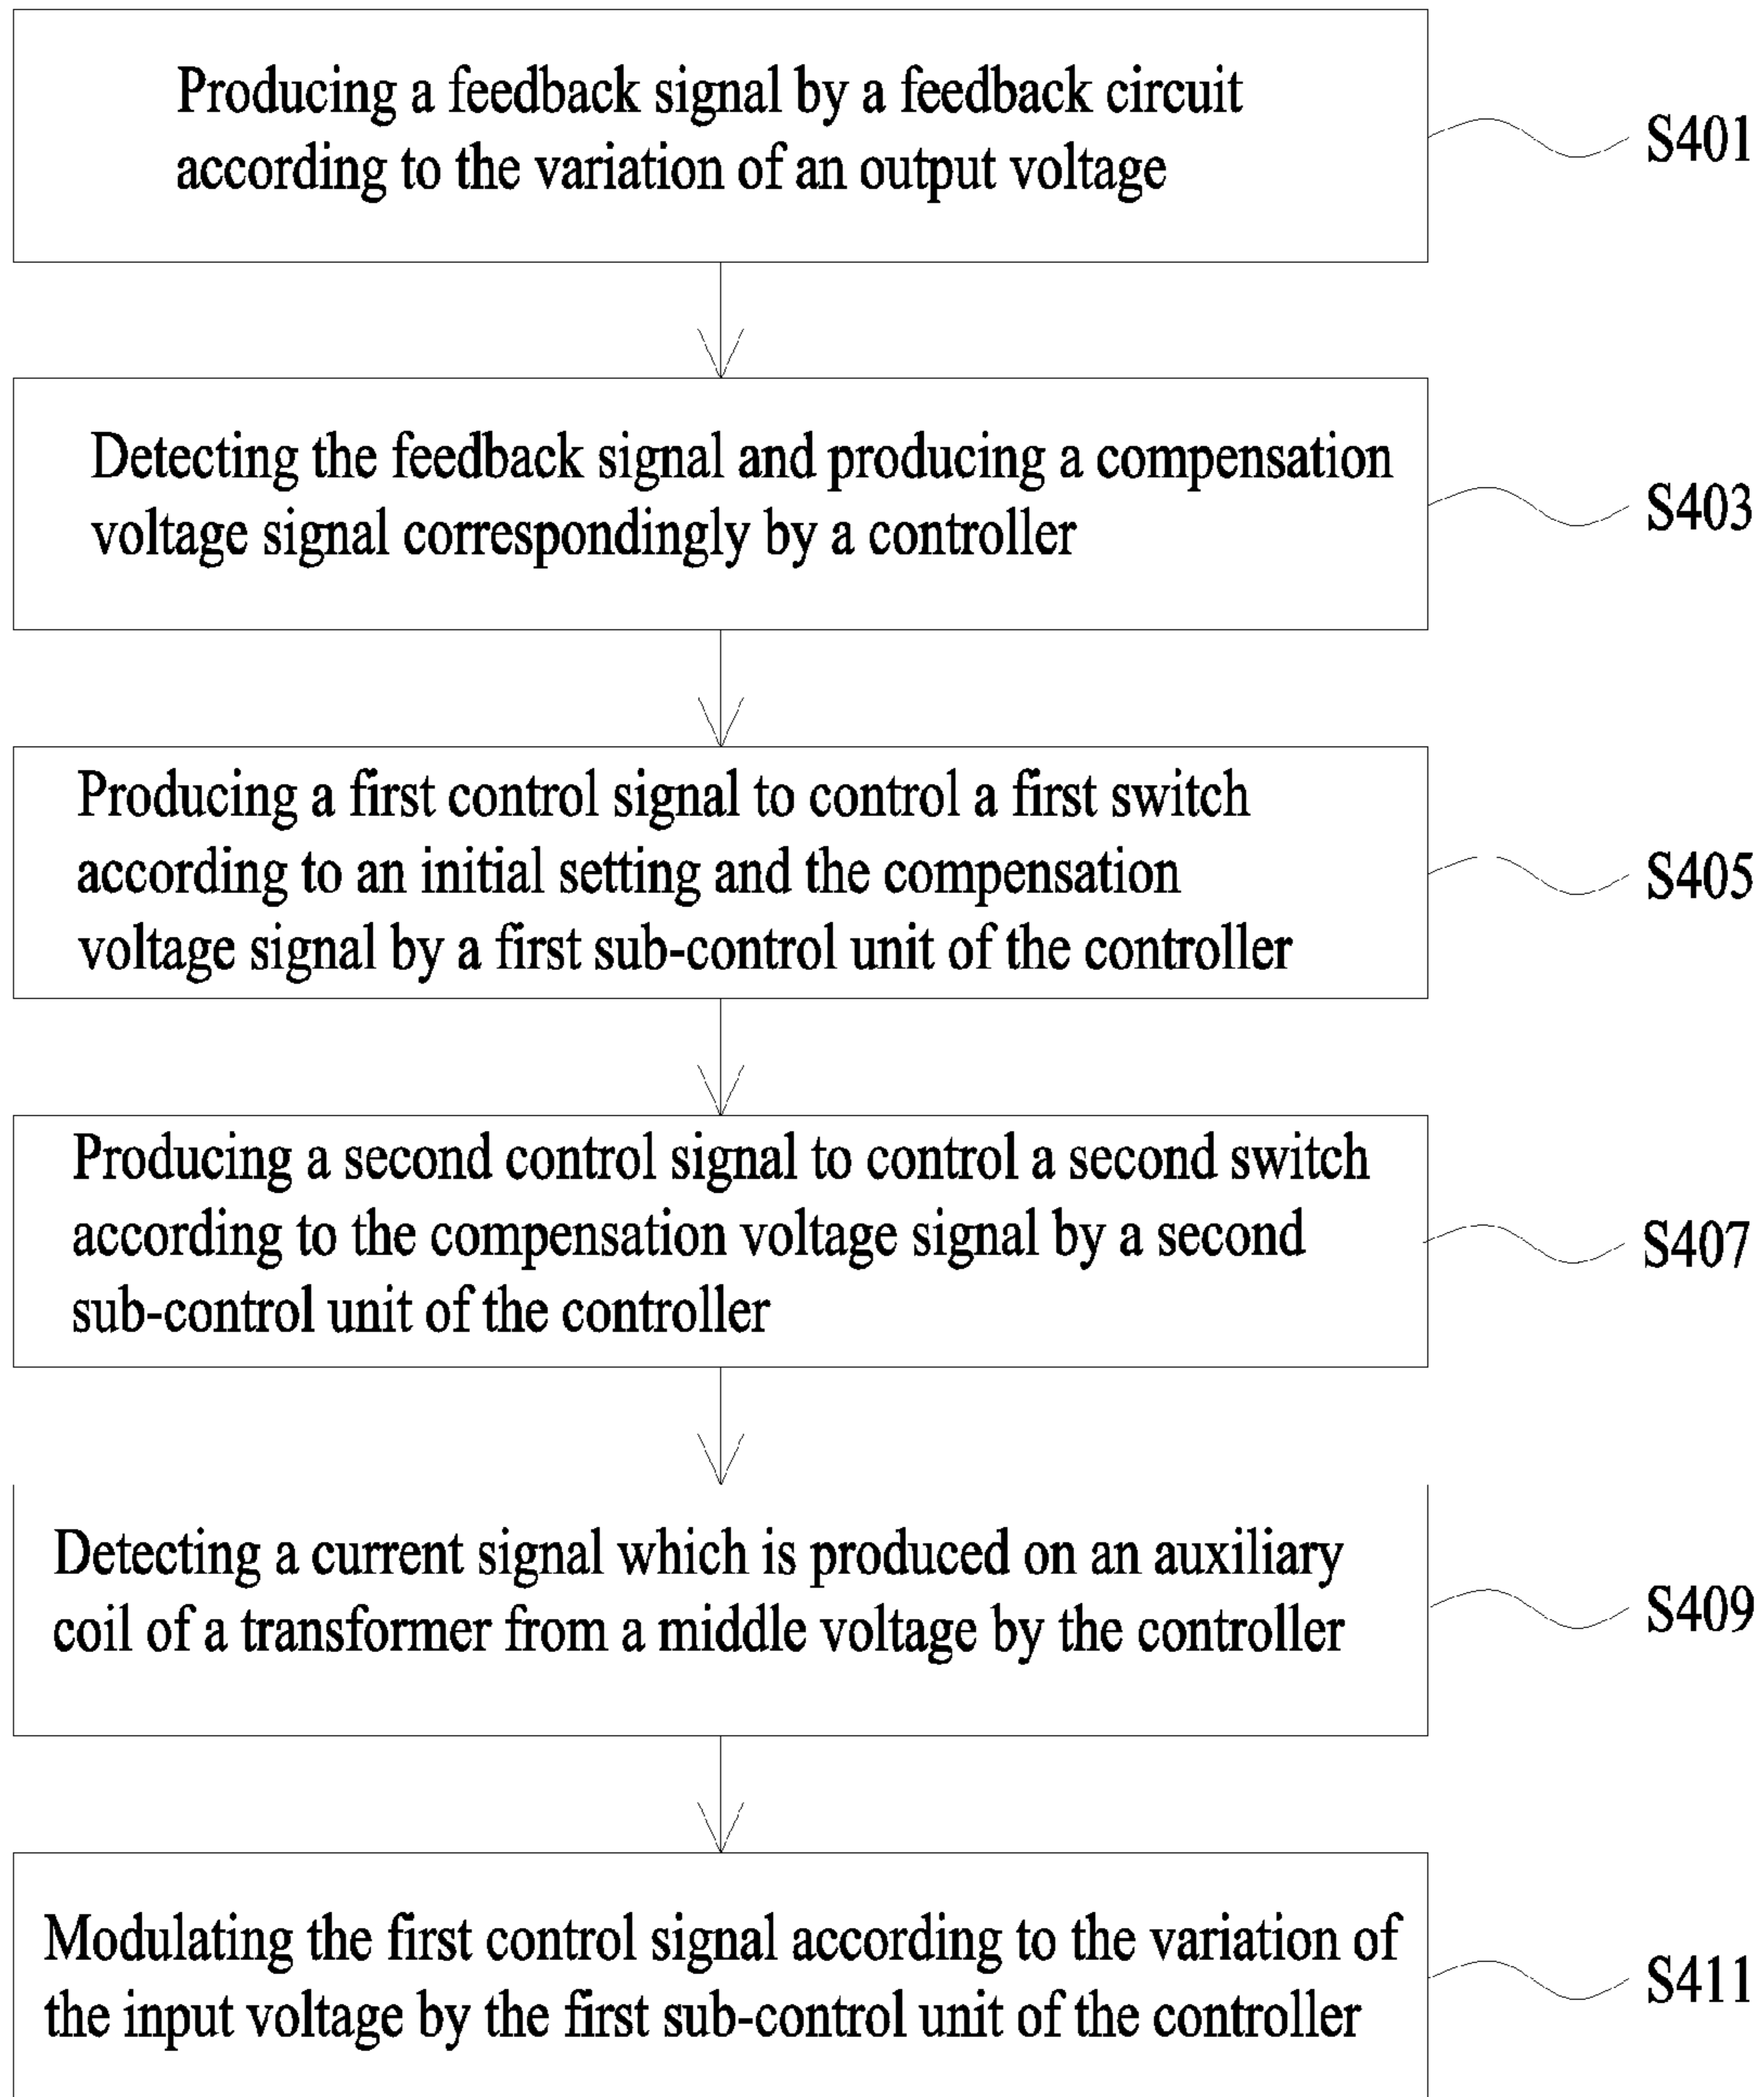 Producing a feedback signal by a feedback circuit
according to the variation of an output voltage
S401
Detecting the feedback signal and producing a compensation
voltage signal correspondingly by a controller
S403
Producing a first control signal to control a first switch
according to an initial setting and the compensation
voltage signal by a first sub-control unit of the controller
S405
Producing a second control signal to control a second switch
according to the compensation voltage signal by a second
sub-control unit of the controller
S407
Detecting a current signal which is produced on an auxiliary
coil of a transformer from a middle voltage by the controller
S409
Modulating the first control signal according to the variation of
the input voltage by the first sub-control unit of the controller
S411